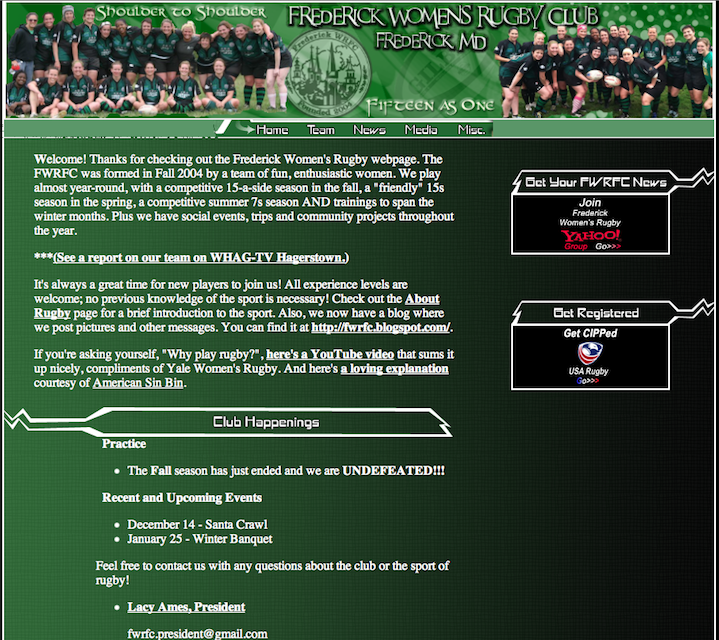 Shoulder to Shoulder
FREDERICK WOMENS RUGBY CLUB
FREDERICK MD
Frederick WRFC
Fifteen as One
Home Team News Media Misc.
Welcome! Thanks for checking out the Frederick Women's Rugby webpage. The
FWRFC was formed in Fall 2004 by a team of fun, enthusiastic women. We play
almost year-round, with a competitive 15-a-side season in the fall, a "friendly" 15s
season in the spring, a competitive summer 7s season AND trainings to span the
winter months. Plus we have social events, trips and community projects throughout
the year.
***(See a report on our team on WHAG-TV Hagerstown.)
It's always a great time for new players to join us! All experience levels are
welcome; no previous knowledge of the sport is necessary! Check out the About
Rugby page for a brief introduction to the sport. Also, we now have a blog where
we post pictures and other messages. You can find it at http://fwrfc.blogspot.com/.
If you're asking yourself, "Why play rugby?", here's a YouTube video that sums it
up nicely, compliments of Yale Women's Rugby. And here's a loving explanation
courtesy of American Sin Bin.
Get Your FWRFC News
Join
Frederick
Women's Rugby
YAHOO!
Group Go>>>
Get Registered
Get CIPPed
USA Rugby
Go>>>
Club Happenings
Practice
• The Fall season has just ended and we are UNDEFEATED!!!
Recent and Upcoming Events
• December 14 - Santa Crawl
• January 25 - Winter Banquet
Feel free to contact us with any questions about the club or the sport of
rugby!
• Lacy Ames, President
fwrfc.president@gmail.com